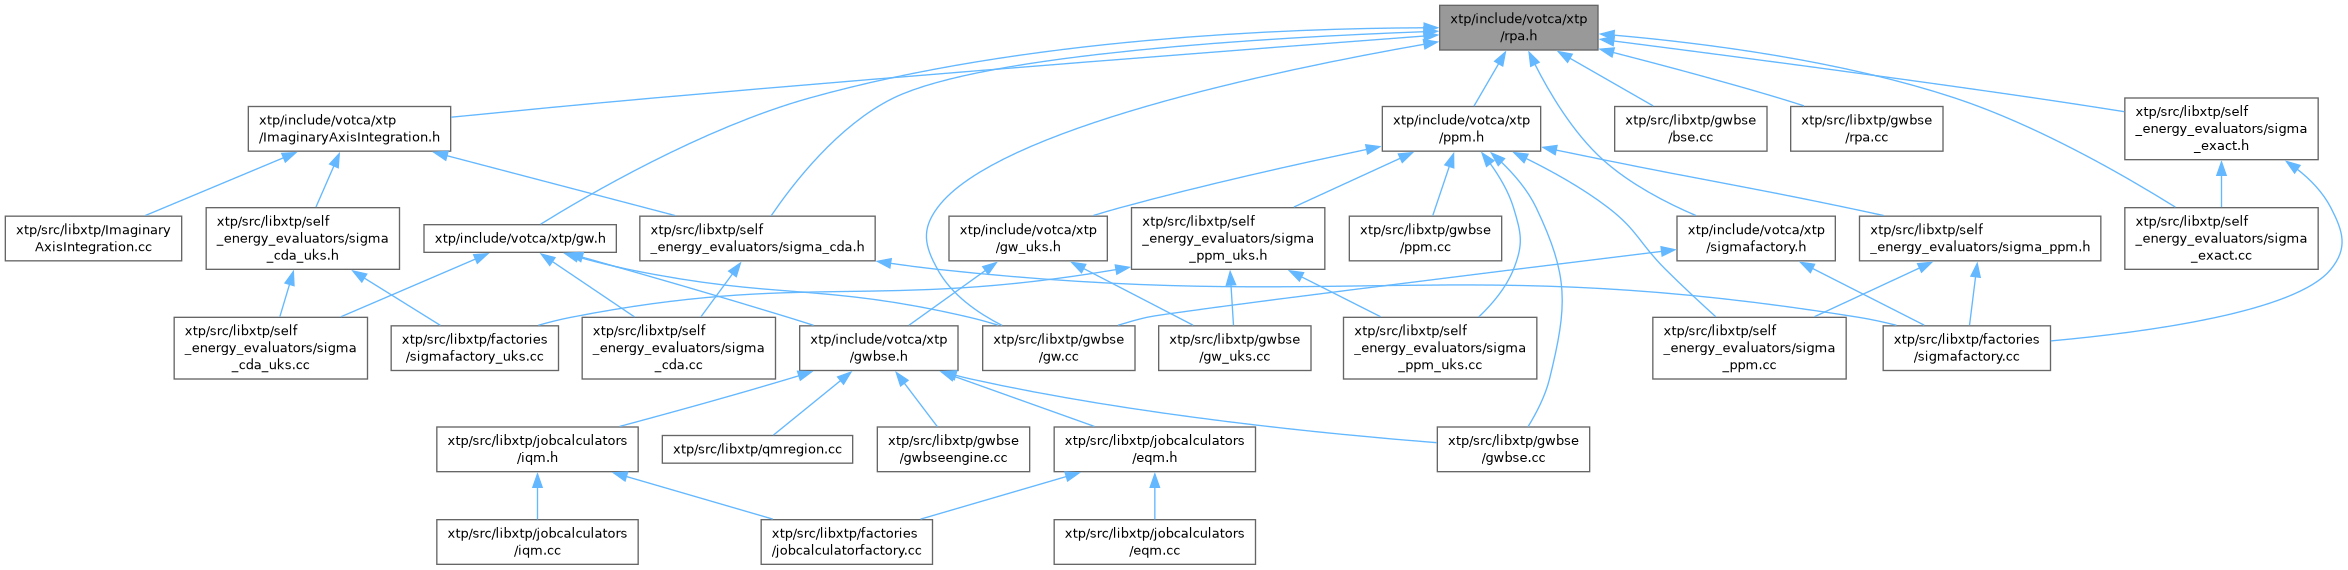 xtp/include/votca/xtp
/rpa.h
xtp/include/votca/xtp
/ImaginaryAxisIntegration.h
xtp/include/votca/xtp
/ppm.h
xtp/src/libxtp/gwbse
/bse.cc
xtp/src/libxtp/gwbse
/rpa.cc
xtp/src/libxtp/self
_energy_evaluators/sigma
_exact.h
xtp/src/libxtp/Imaginary
AxisIntegration.cc
xtp/src/libxtp/self
_energy_evaluators/sigma
_cda_uks.h
xtp/include/votca/xtp/gw.h
xtp/src/libxtp/self
_energy_evaluators/sigma_cda.h
xtp/include/votca/xtp
/gw_uks.h
xtp/src/libxtp/self
_energy_evaluators/sigma
_ppm_uks.h
xtp/src/libxtp/gwbse
/ppm.cc
xtp/include/votca/xtp
/sigmafactory.h
xtp/src/libxtp/self
_energy_evaluators/sigma_ppm.h
xtp/src/libxtp/self
_energy_evaluators/sigma
_exact.cc
xtp/src/libxtp/self
_energy_evaluators/sigma
_cda_uks.cc
xtp/src/libxtp/factories
/sigmafactory_uks.cc
xtp/src/libxtp/self
_energy_evaluators/sigma
_cda.cc
xtp/include/votca/xtp
/gwbse.h
xtp/src/libxtp/gwbse
/gw.cc
xtp/src/libxtp/gwbse
/gw_uks.cc
xtp/src/libxtp/self
_energy_evaluators/sigma
_ppm_uks.cc
xtp/src/libxtp/self
_energy_evaluators/sigma
_ppm.cc
xtp/src/libxtp/factories
/sigmafactory.cc
xtp/src/libxtp/jobcalculators
/iqm.h
xtp/src/libxtp/qmregion.cc
xtp/src/libxtp/gwbse
/gwbseengine.cc
xtp/src/libxtp/jobcalculators
/eqm.h
xtp/src/libxtp/gwbse
/gwbse.cc
xtp/src/libxtp/jobcalculators
/iqm.cc
xtp/src/libxtp/factories
/jobcalculatorfactory.cc
xtp/src/libxtp/jobcalculators
/eqm.cc